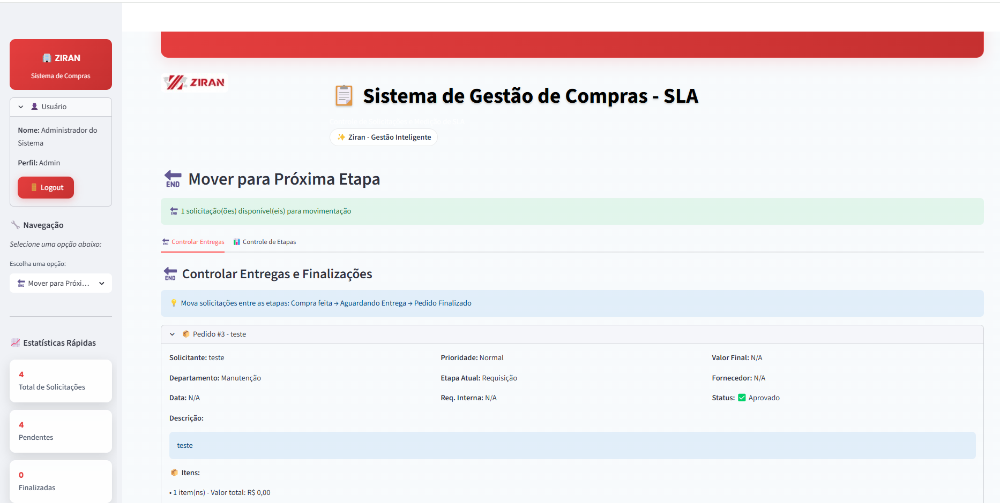 ZIRAN
Sistema de Compras
Usuário
Nome: Administrador do
Sistema
Perfil: Admin
Logout
Navegação
Selecione uma opção abaixo:
Escolha uma opção:
END Mover para Próxi...
Estatísticas Rápidas
4
Total de Solicitações
4
Pendentes
0
Finalizadas
ZIRAN
Sistema de Gestão de Compras - SLA
Controle de Solicitações e Medição de SLA
Ziran - Gestão Inteligente
END Mover para Próxima Etapa
END 1 solicitação(ões) disponível(eis) para movimentação
END Controlar Entregas
Controle de Etapas
END Controlar Entregas e Finalizações
Mova solicitações entre as etapas: Compra feita → Aguardando Entrega → Pedido Finalizado
Pedido #3 - teste
Solicitante: teste
Prioridade: Normal
Valor Final: N/A
Departamento: Manutenção
Etapa Atual: Requisição
Fornecedor: N/A
Data: N/A
Req. Interna: N/A
Status: ✅ Aprovado
Descrição:
teste
Itens:
• 1 item(ns) - Valor total: R$ 0,00